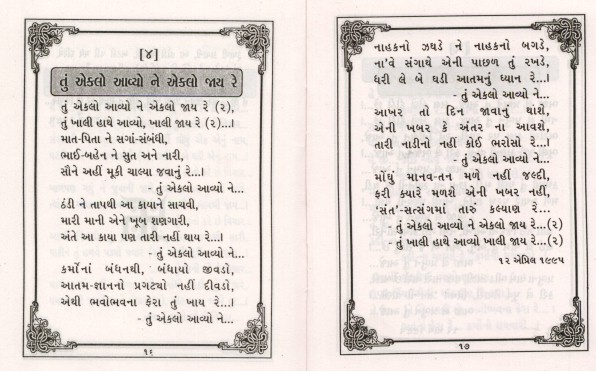 [૪]
તું એકલો આવ્યો ને એકલો જાય રે
તું એકલો આવ્યો ને એકલો જાય રે (૨),
તું ખાલી હાથે આવ્યો, ખાલી જાય રે (૨)...।
માત-પિતા ને સગાં-સંબંધી,
ભાઈ-બહેન ને સુત અને નારી,
સૌને અહીં મૂકી ચાલ્યા જવાનું રે...।
- તું એકલો આવ્યો ને...
ઠંડી ને તાપથી આ કાયાને સાચવી,
મારી માની એને ખૂબ શણગારી,
અંતે આ કાયા પણ તારી નહીં થાય રે...।
- તું એકલો આવ્યો ને...
કર્મોનાં બંધનથી, બંધાયો જીવડો,
આતમ-જ્ઞાનનો પ્રગટ્યો નહીં દીવડો,
એથી ભવોભવના ફેરા તું ખાય રે...।
- તું એકલો આવ્યો ને...
૧૬
નાહકનો ઝઘડે ને નાહકનો બગડે,
ના'વે સંગાથે એની પાછળ તું રખડે,
ધરી લે બે ઘડી આતમનું ધ્યાન રે...।
- તું એકલો આવ્યો ને...
આખર તો દિન જાવાનું થાશે,
એની ખબર કે અંતર ના આવશે,
તારી નાડીનો નહીં કોઈ ભરોસો રે...।
- તું એકલો આવ્યો ને...
મોંઘું માનવ-તન મળે નહીં જલ્દી,
ફરી ક્યારે મળશે એની ખબર નહીં,
'સંત'-સત્સંગમાં તારું કલ્યાણ રે...
- તું એકલો આવ્યો ને એકલો જાય રે...(૨)
- તું ખાલી હાથે આવ્યો ખાલી જાય રે...(૨)
૧૨ એપ્રિલ ૧૯૯૫
૧૭